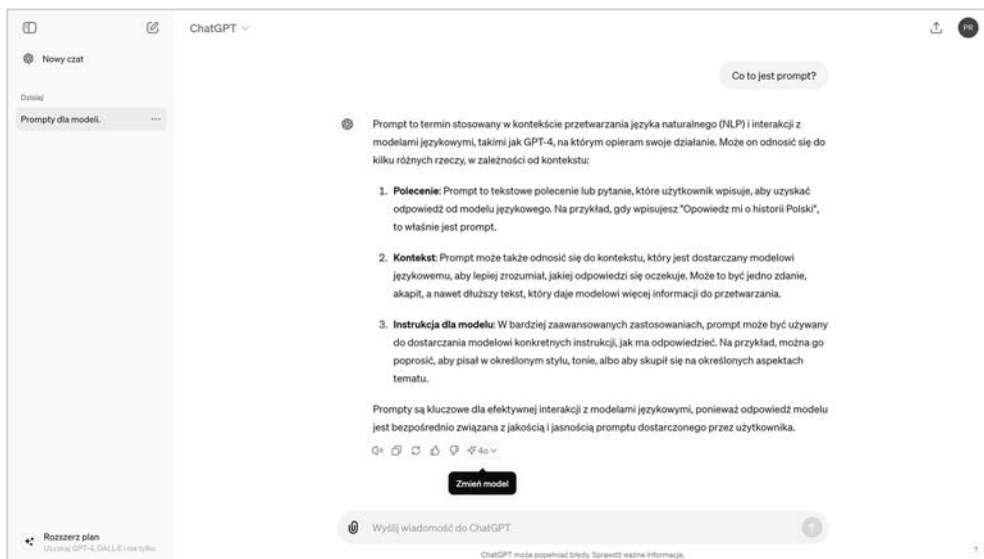 ChatGPT
PR
Nowy czat
Dzisiaj
Prompty dla modeli.
Co to jest prompt?
Prompt to termin stosowany w kontekście przetwarzania języka naturalnego (NLP) i interakcji z
modelami językowymi, takimi jak GPT-4, na którym opieram swoje działanie. Może on odnosić się do
kilku różnych rzeczy, w zależności od kontekstu:
1. Polecenie: Prompt to tekstowe polecenie lub pytanie, które użytkownik wpisuje, aby uzyskać
odpowiedź od modelu językowego. Na przykład, gdy wpisujesz "Opowiedz mi o historii Polski",
to właśnie jest prompt.
2. Kontekst: Prompt może także odnosić się do kontekstu, który jest dostarczany modelowi
językowemu, aby lepiej zrozumiał, jakiej odpowiedzi się oczekuje. Może to być jedno zdanie,
akapit, a nawet dłuższy tekst, który daje modelowi więcej informacji do przetwarzania.
3. Instrukcja dla modelu: W bardziej zaawansowanych zastosowaniach, prompt może być używany
do dostarczania modelowi konkretnych instrukcji, jak ma odpowiedzieć. Na przykład, można go
poprosić, aby pisał w określonym stylu, tonie, albo aby skupił się na określonych aspektach
tematu.
Prompty są kluczowe dla efektywnej interakcji z modelami językowymi, ponieważ odpowiedź modelu
jest bezpośrednio związana z jakością i jasnością promptu dostarczonego przez użytkownika.
4o
Zmień model
Wyślij wiadomość do ChatGPT
Rozszerz plan
Uzyskaj GPT-4, DALL·E i nie tylko
ChatGPT może popełniać błędy. Sprawdź ważne informacje.
?